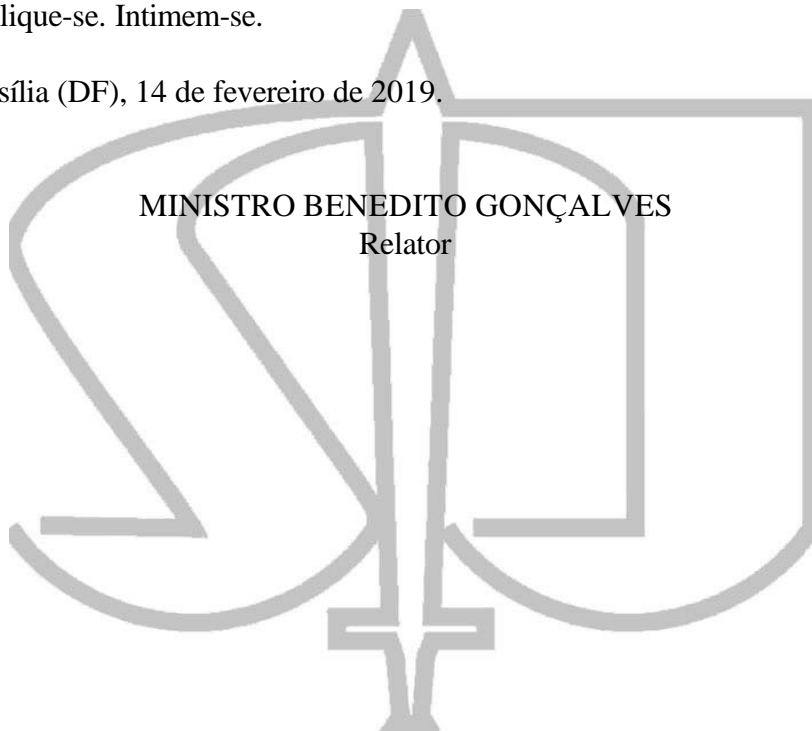 lique-se. Intimem-se.
sília (DF), 14 de fevereiro de 2019.
MINISTRO BENEDITO GONÇALVES
Relator